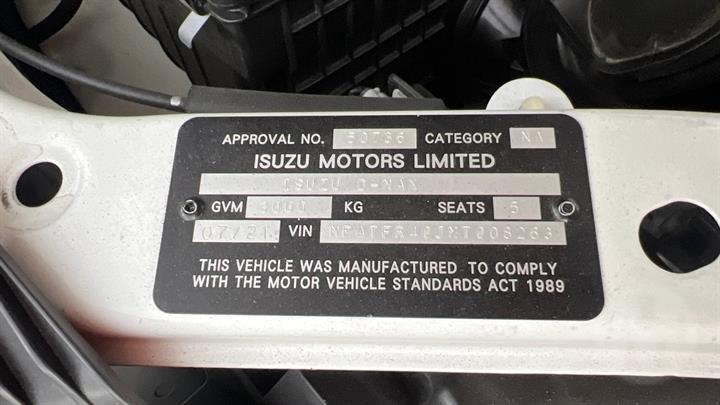 APPROVAL NO. 50736 CATEGORY NA
ISUZU MOTORS LIMITED
ISUZU D-MAX
GVM KG SEATS 5
07/21 VIN
THIS VEHICLE WAS MANUFACTURED TO COMPLY
WITH THE MOTOR VEHICLE STANDARDS ACT 1989